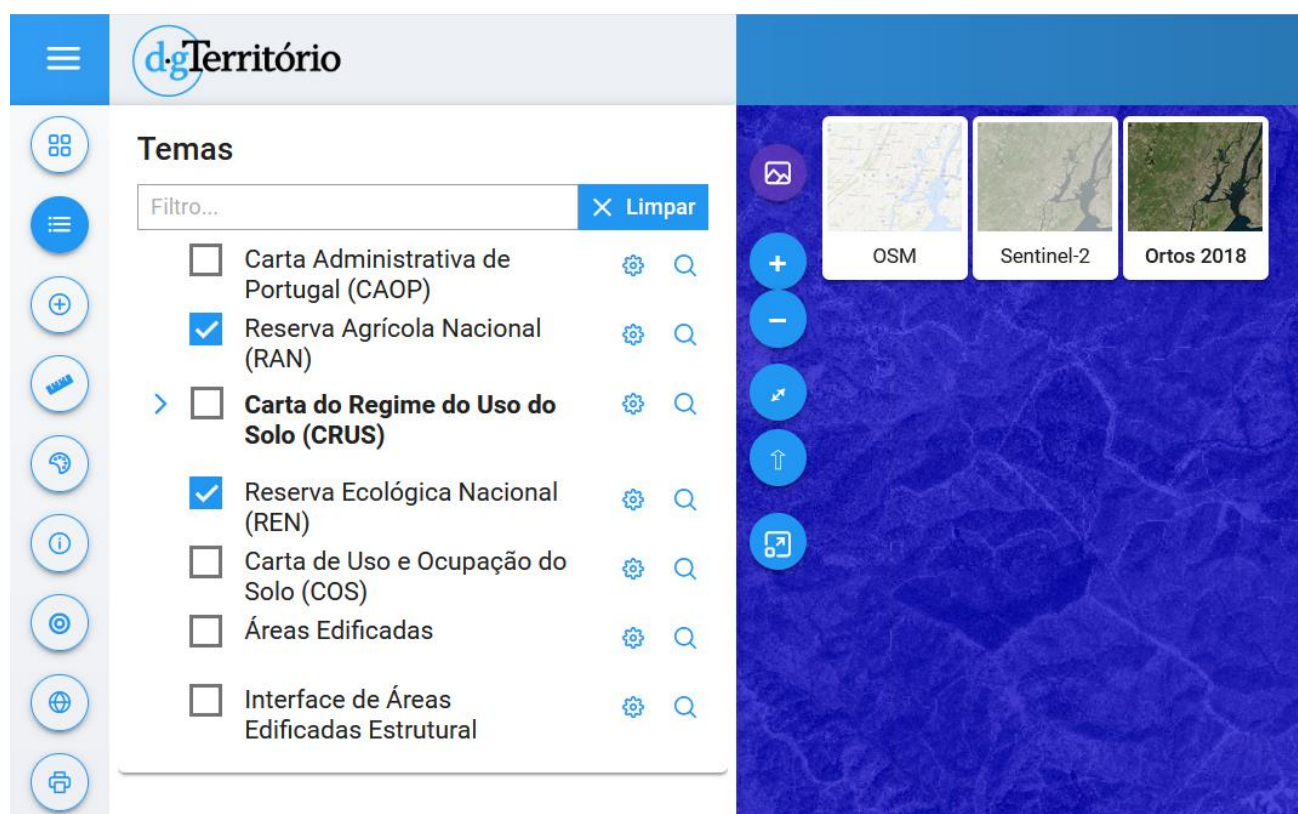 d·gTerritório
Temas
Filtro...
Limpar
Carta Administrativa de
Portugal (CAOP)
Reserva Agrícola Nacional
(RAN)
Carta do Regime do Uso do
Solo (CRUS)
Reserva Ecológica Nacional
(REN)
Carta de Uso e Ocupação do
Solo (COS)
Áreas Edificadas
Interface de Áreas
Edificadas Estrutural
OSM
Sentinel-2
Ortos 2018